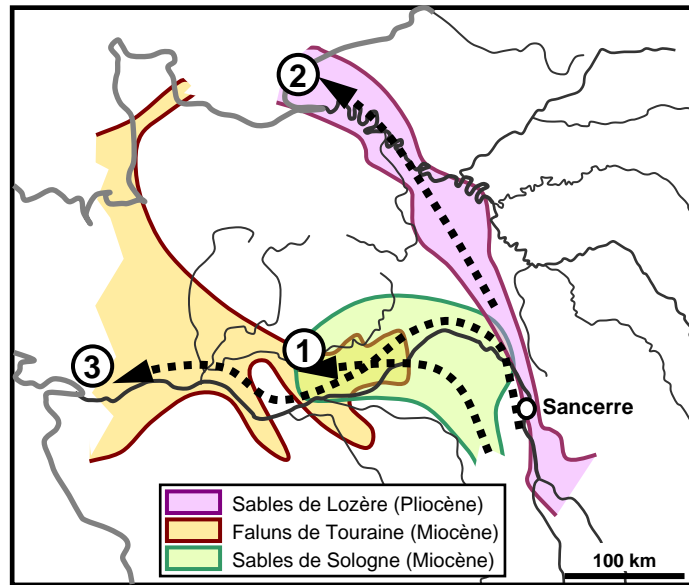 2
1
3
Sancerre
Sables de Lozère (Pliocène)
Faluns de Touraine (Miocène)
Sables de Sologne (Miocène)
100 km